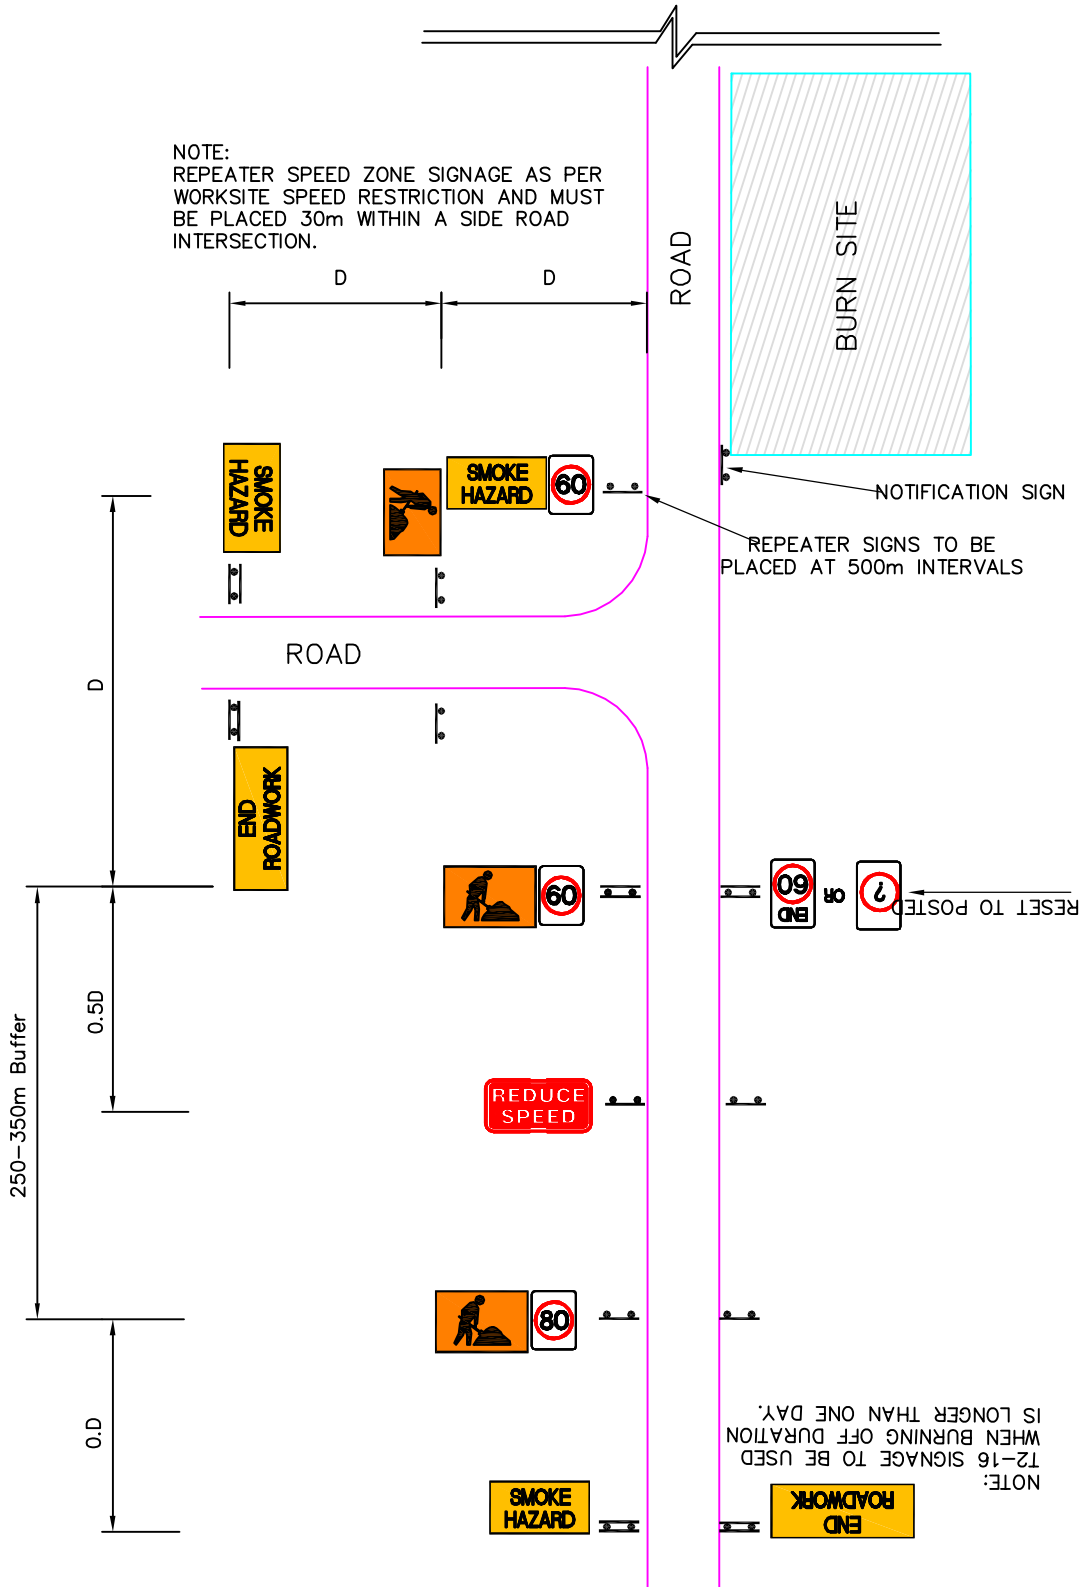 NOTE:
REPEATER SPEED ZONE SIGNAGE AS PER
WORKSITE SPEED RESTRICTION AND MUST
BE PLACED 30m WITHIN A SIDE ROAD
INTERSECTION.
D
D
ROAD
BURN SITE
SMOKE
HAZARD
SMOKE
HAZARD
60
NOTIFICATION SIGN
REPEATER SIGNS TO BE
PLACED AT 500m INTERVALS
ROAD
D
END
ROADWORK
60
END
60
OR
?
RESET TO POSTED
0.5D
250-350m Buffer
REDUCE
SPEED
80
0.D
NOTE:
T2-16 SIGNAGE TO BE USED
WHEN BURNING OFF DURATION
IS LONGER THAN ONE DAY.
SMOKE
HAZARD
END
ROADWORK